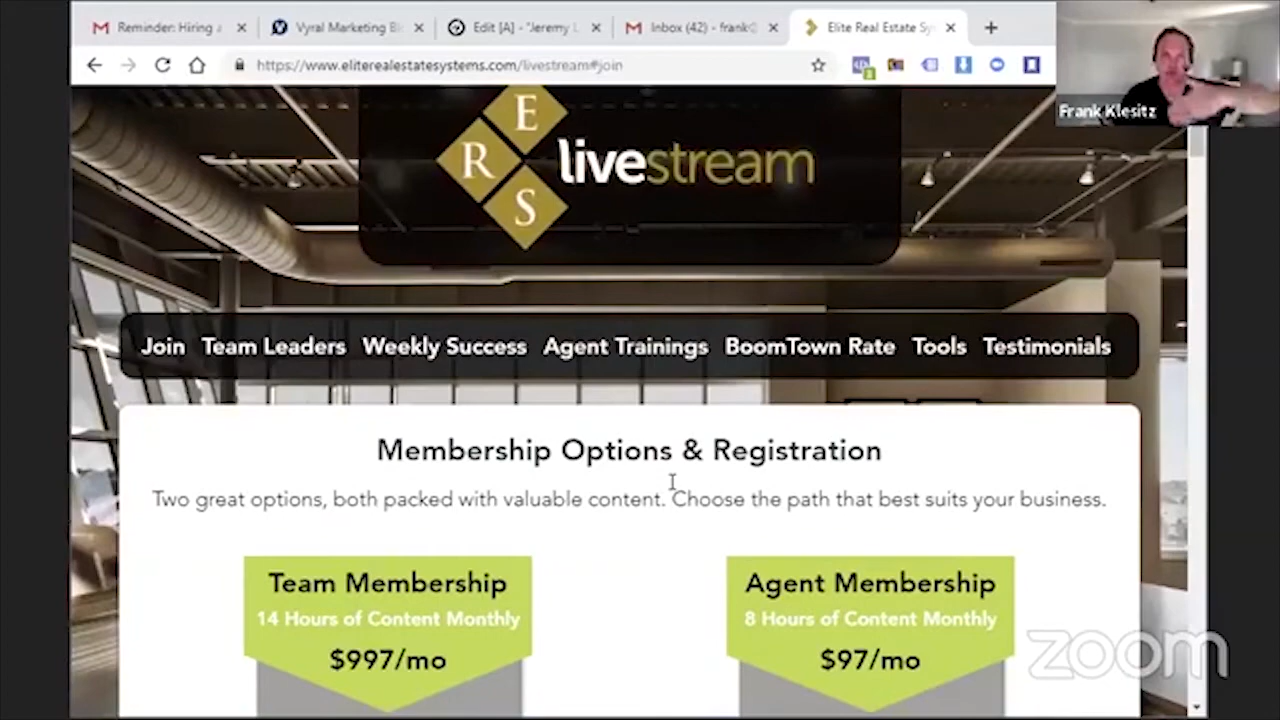 Reminder: Hiring
Vyral Marketing Bl
Edit [A] - "Jeremy L
Inbox (42) - frank@
Elite Real Estate Sy
https://www.eliterealestatesystems.com/livestream#join
Frank Klesitz
E
R
S
livestream
Join Team Leaders Weekly Success Agent Trainings BoomTown Rate Tools Testimonials
Membership Options & Registration
Two great options, both packed with valuable content. Choose the path that best suits your business.
Team Membership
14 Hours of Content Monthly
$997/mo
Agent Membership
8 Hours of Content Monthly
$97/mo
zoom